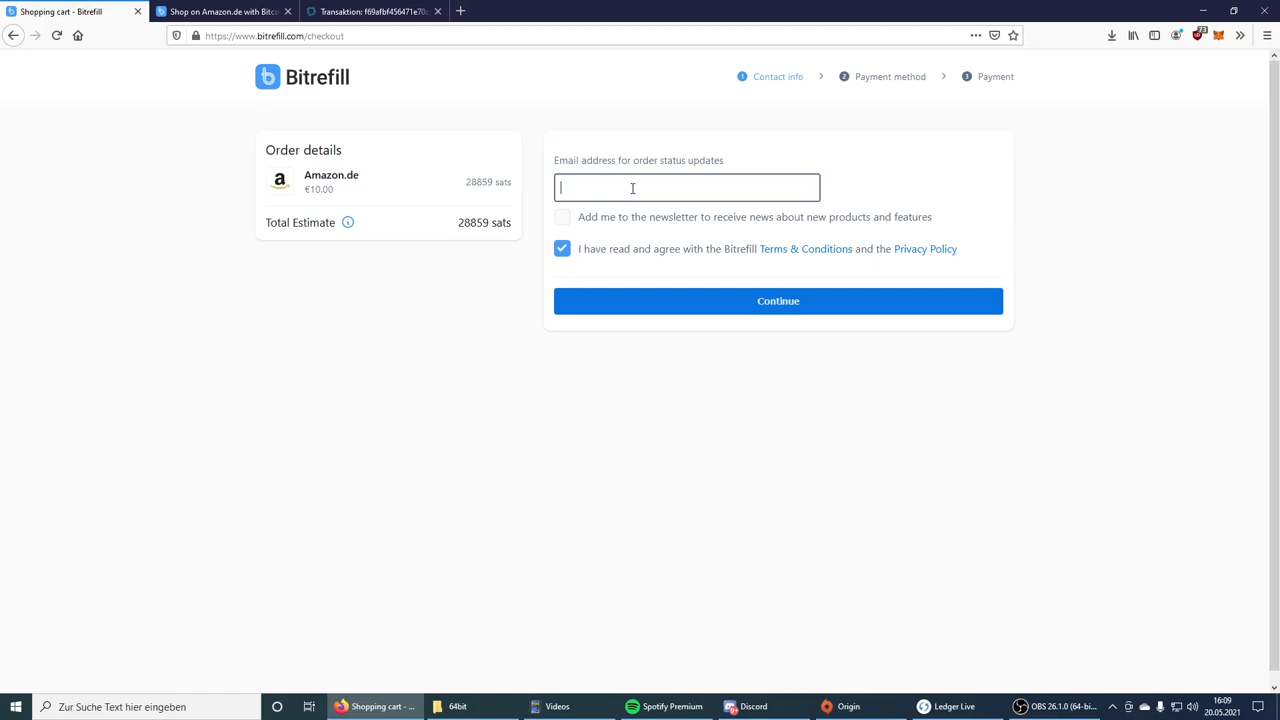 Shopping cart - Bitrefill
Shop on Amazon.de with Bitco
Transaktion: f69afbf456471e70c
https://www.bitrefill.com/checkout
Bitrefill
1 Contact info
2 Payment method
3 Payment
Order details
Amazon.de
€10.00
28859 sats
Total Estimate
28859 sats
Email address for order status updates
Add me to the newsletter to receive news about new products and features
I have read and agree with the Bitrefill Terms & Conditions and the Privacy Policy
Continue
Zur Suche Text hier eingeben
Shopping cart - ...
64bit
Videos
Spotify Premium
Discord
Origin
Ledger Live
OBS 26.1.0 (64-bi...
16:09
20.05.2021